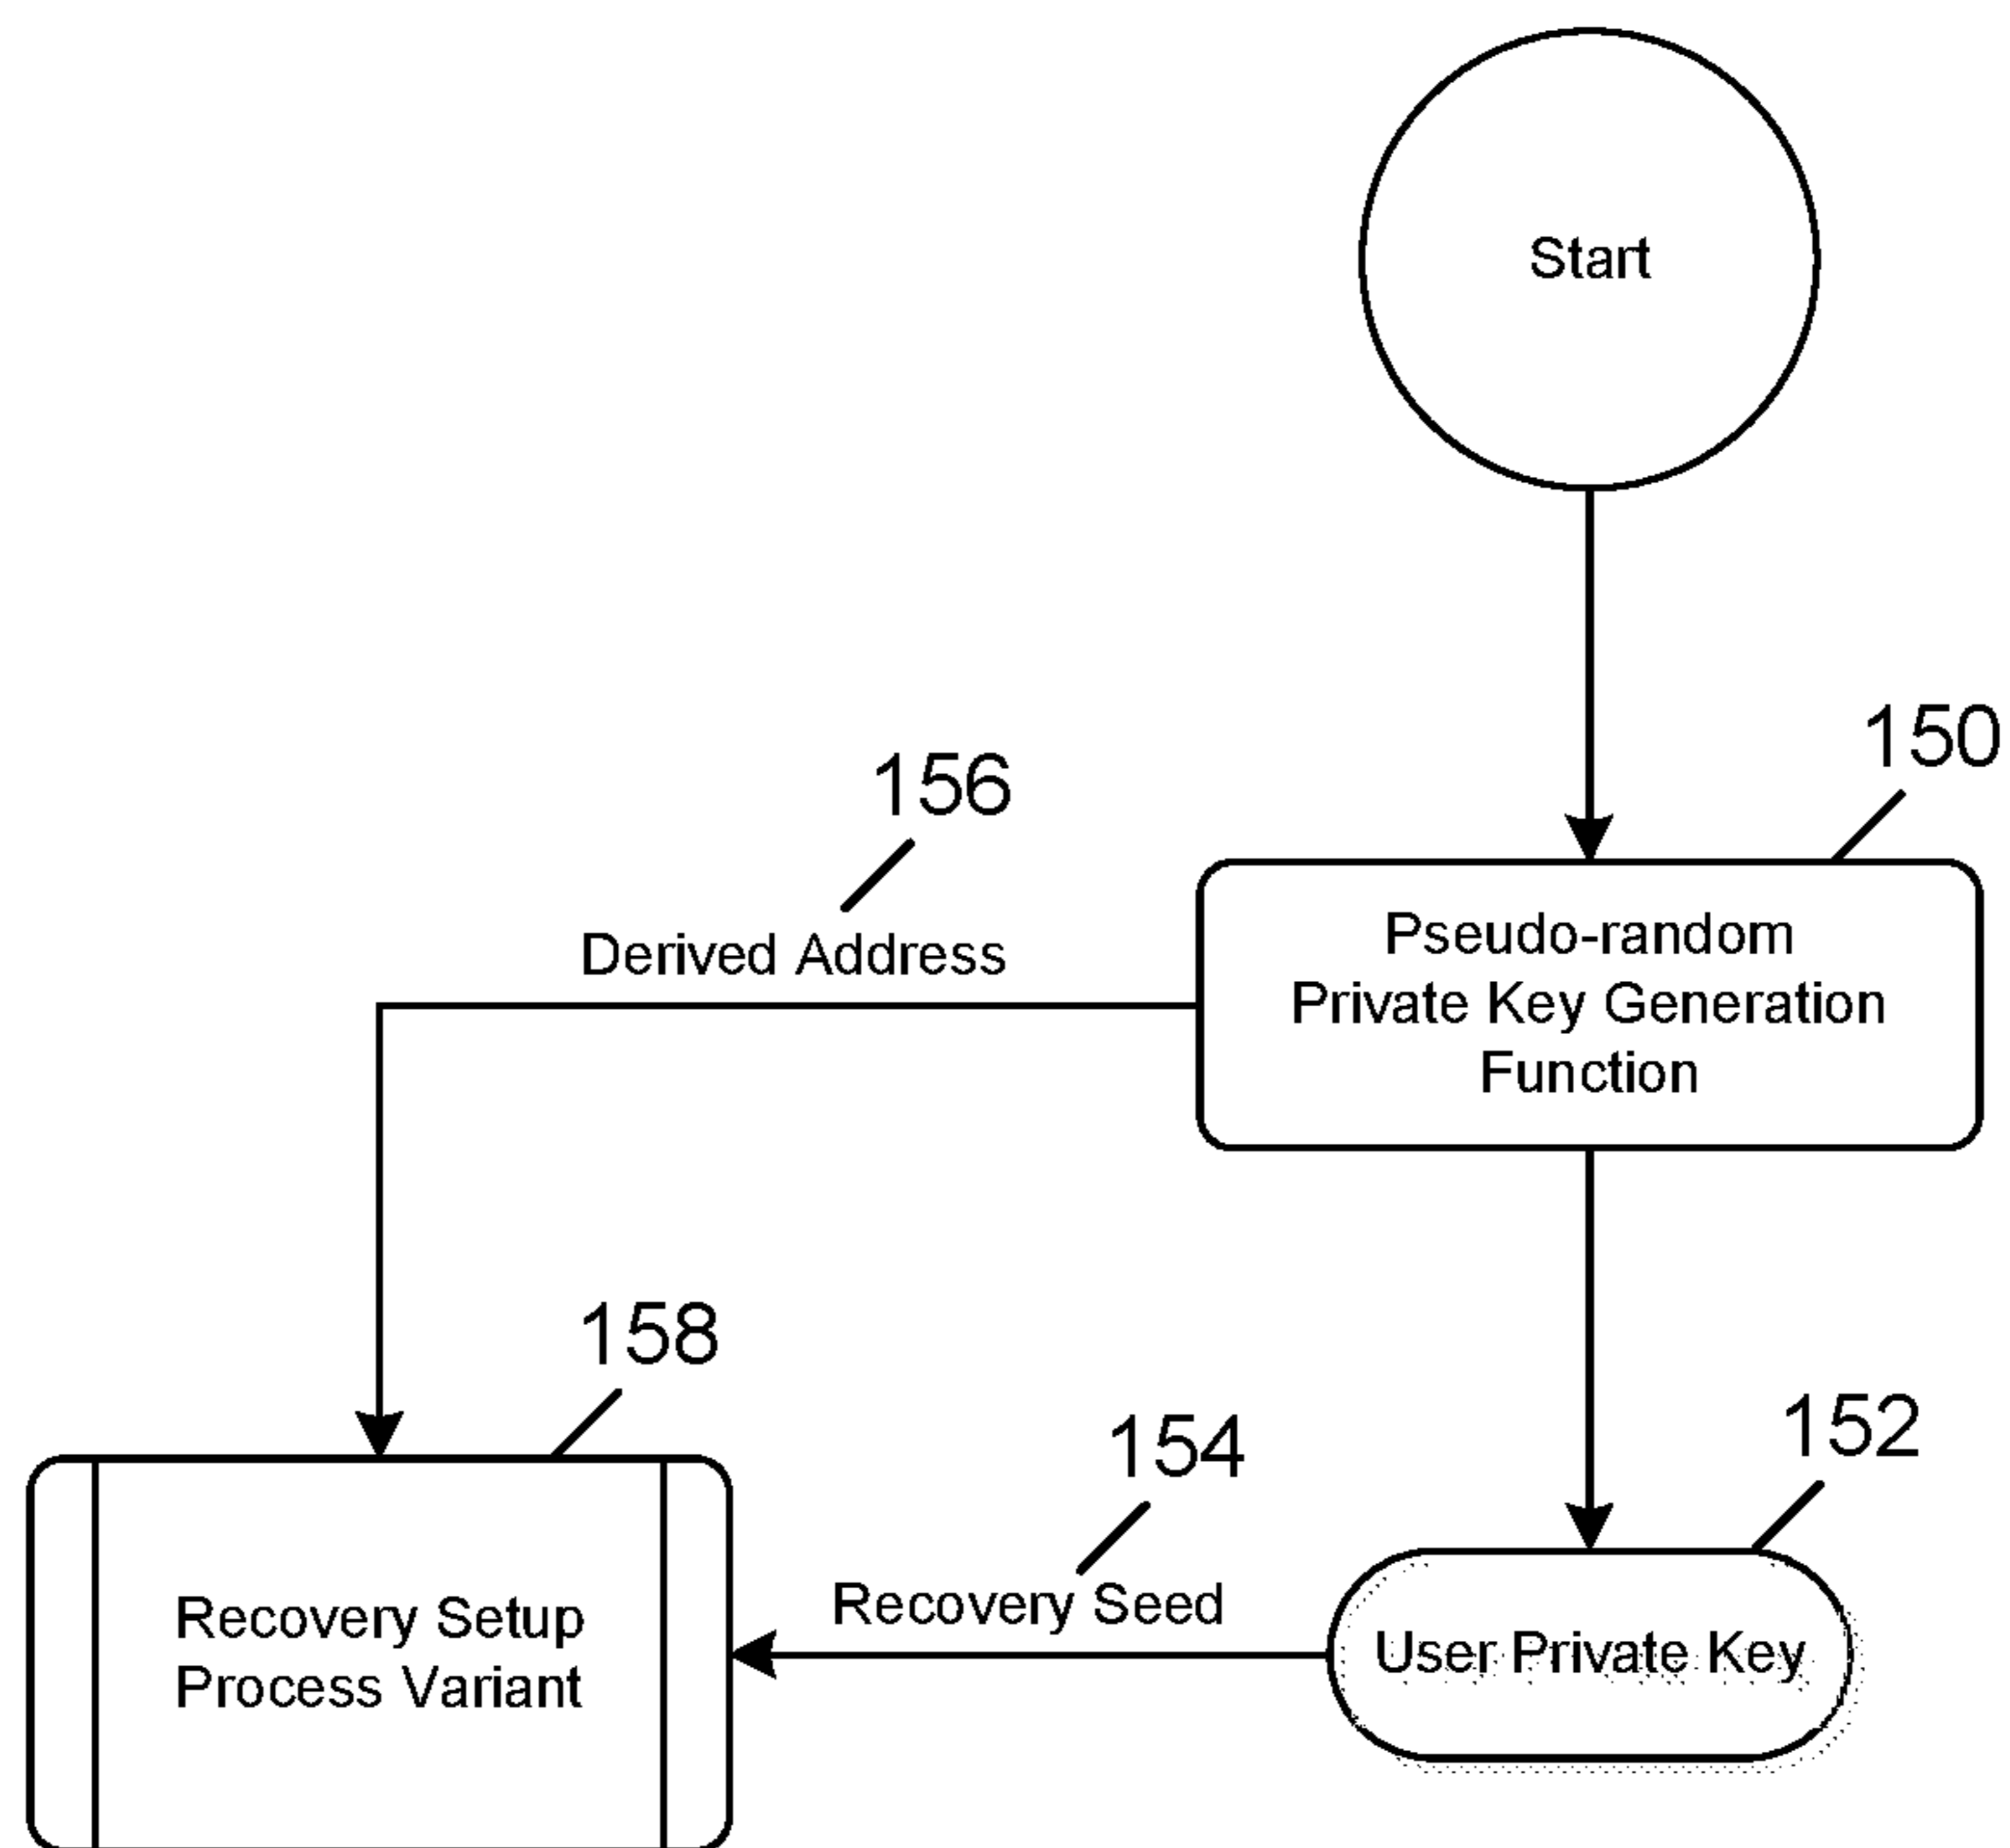 Start
150
156
Derived Address
Pseudo-random
Private Key Generation
Function
158
154
152
Recovery Setup
Process Variant
Recovery Seed
User Private Key